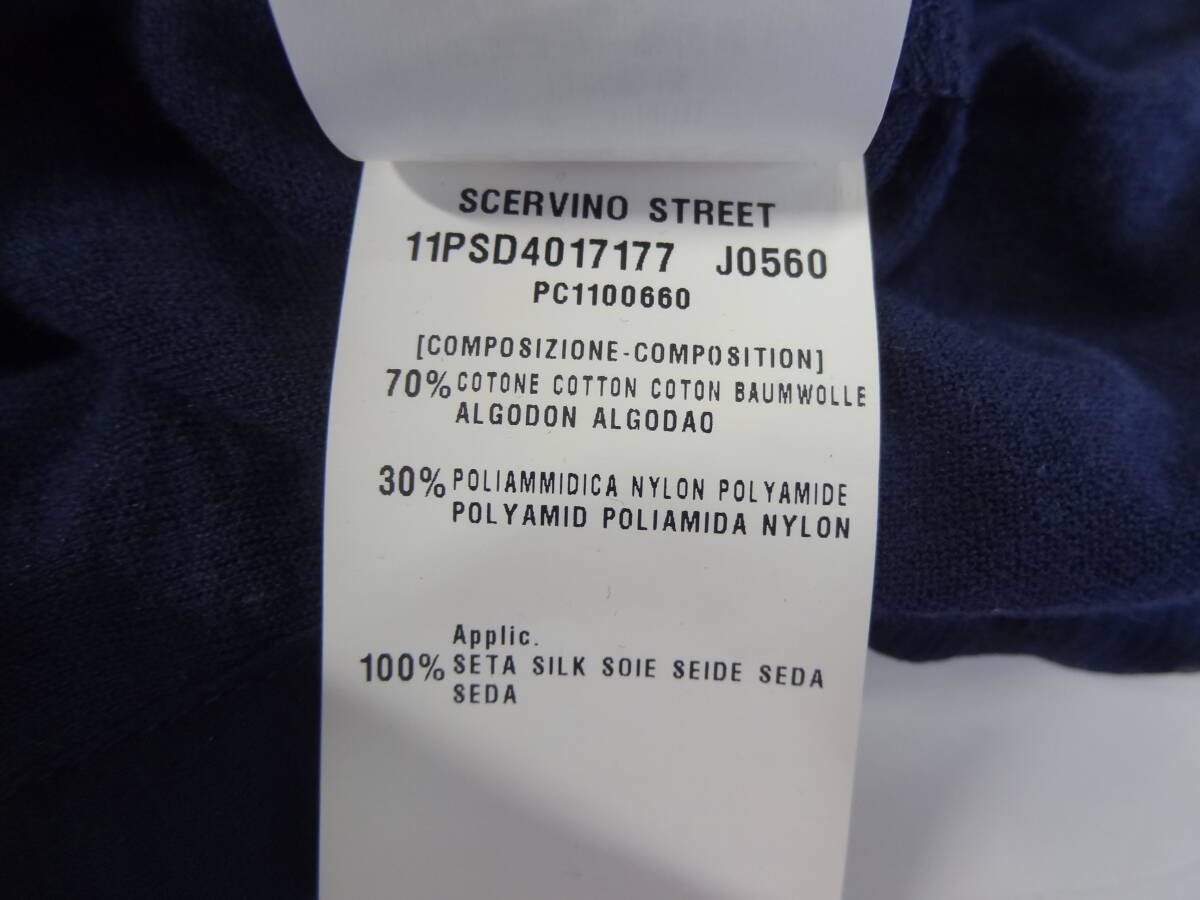 SCERVINO STREET
11PSD4017177 J0560
PC1100660
[COMPOSIZIONE-COMPOSITION]
70% COTONE COTTON COTON BAUMWOLLE
ALGODON ALGODAO
30% POLIAMMIDICA NYLON POLYAMIDE
POLYAMID POLIAMIDA NYLON
Applic.
100% SETA SILK SOIE SEIDE SEDA
SEDA